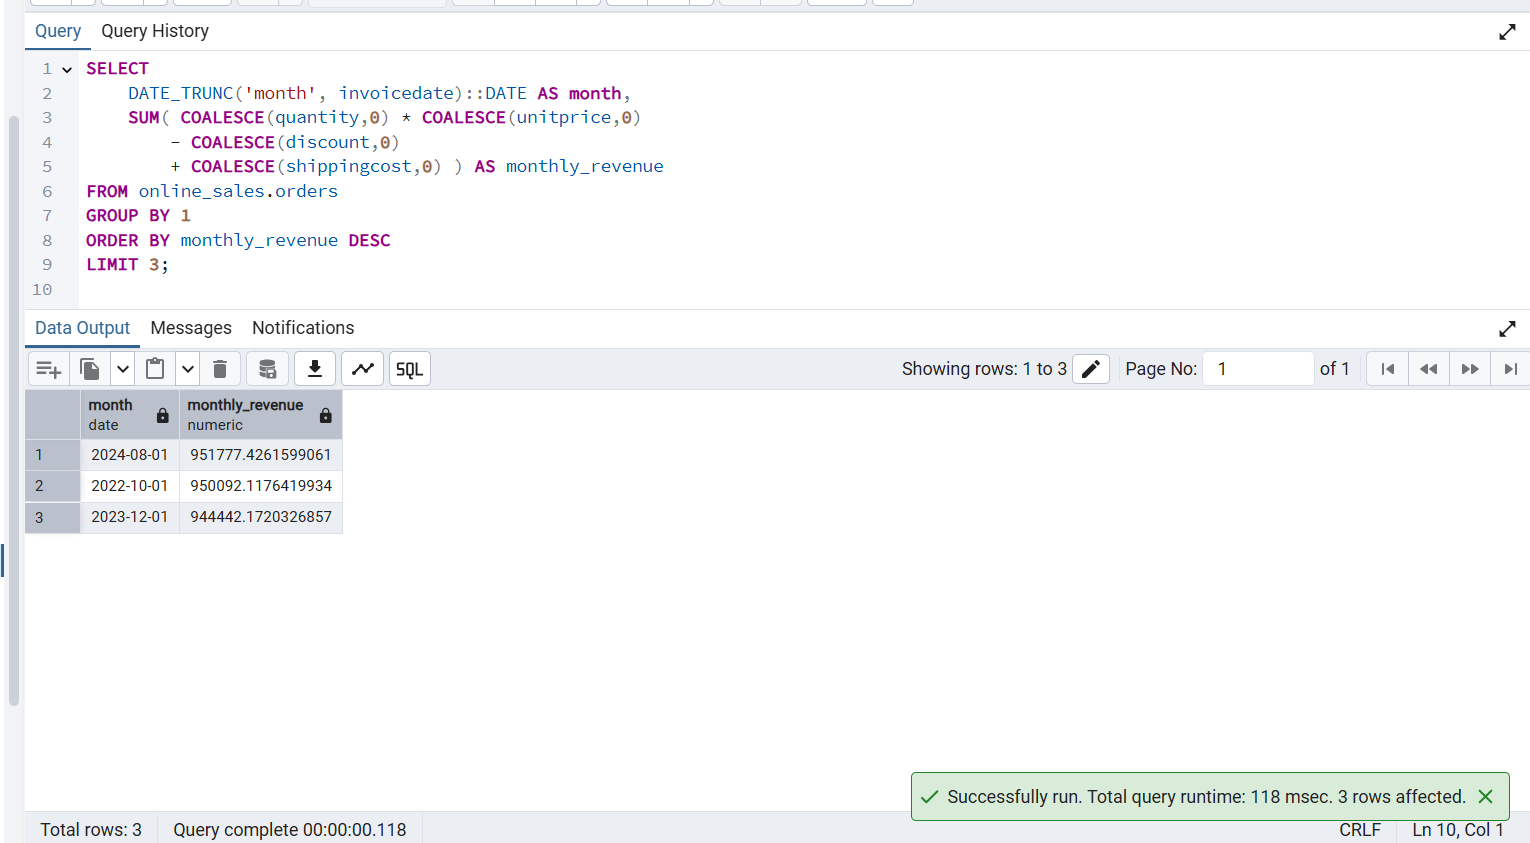 Query Query History
1 SELECT
2 DATE_TRUNC('month', invoicedate)::DATE AS month,
3 SUM( COALESCE(quantity,0) * COALESCE(unitprice,0)
4 - COALESCE(discount,0)
5 + COALESCE(shippingcost,0) ) AS monthly_revenue
6 FROM online_sales.orders
7 GROUP BY 1
8 ORDER BY monthly_revenue DESC
9 LIMIT 3;
10
Data Output Messages Notifications
SQL Showing rows: 1 to 3 Page No: 1 of 1
month monthly_revenue
date numeric
1 2024-08-01 951777.4261599061
2 2022-10-01 950092.1176419934
3 2023-12-01 944442.1720326857
Successfully run. Total query runtime: 118 msec. 3 rows affected.
Total rows: 3 Query complete 00:00:00.118 CRLF Ln 10, Col 1